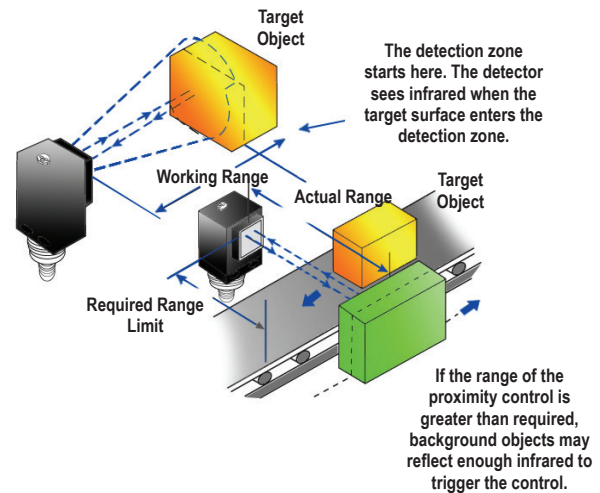 Target
Object
The detection zone
starts here. The detector
sees infrared when the
target surface enters the
detection zone.
Working Range
Actual Range
Target
Object
Required Range
Limit
If the range of the
proximity control is
greater than required,
background objects may
reflect enough infrared to
trigger the control.